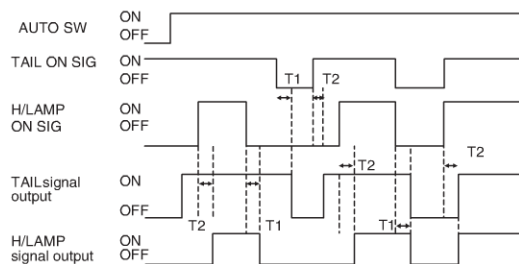 AUTO SW ON
OFF
TAIL ON SIG ON
OFF
T1 T2
H/LAMP ON
ON SIG OFF
T2 T2
TAILsignal ON
output
OFF
T2 T1 T1
H/LAMP ON
signal output OFF